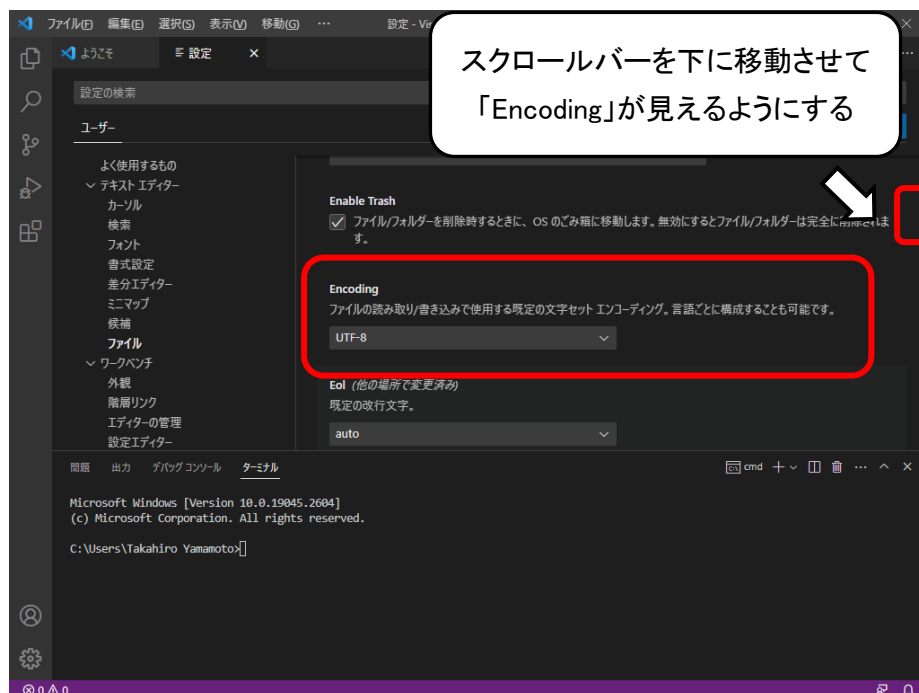 ファイル(F) 編集(E) 選択(S) 表示(V) 移動(G) … 設定 - Vis
スクロールバーを下に移動させて
「Encoding」が見えるようにする
ようこそ 設定 ×
設定の検索
ユーザー
よく使用するもの
テキスト エディター
カーソル
検索
フォント
書式設定
差分エディター
ミニマップ
候補
ファイル
ワークベンチ
外観
階層リンク
エディターの管理
設定エディター
Enable Trash
ファイル/フォルダーを削除時するときに、OS のごみ箱に移動します。無効にするとファイル/フォルダーは完全に削除されま
す。
Encoding
ファイルの読み取り/書き込みで使用する既定の文字セット エンコーディング。言語ごとに構成することも可能です。
UTF-8
Eol (他の場所で変更済み)
既定の改行文字。
auto
問題 出力 デバッグ コンソール ターミナル cmd
Microsoft Windows [Version 10.0.19045.2604]
(c) Microsoft Corporation. All rights reserved.
C:\Users\Takahiro Yamamoto>
0 0